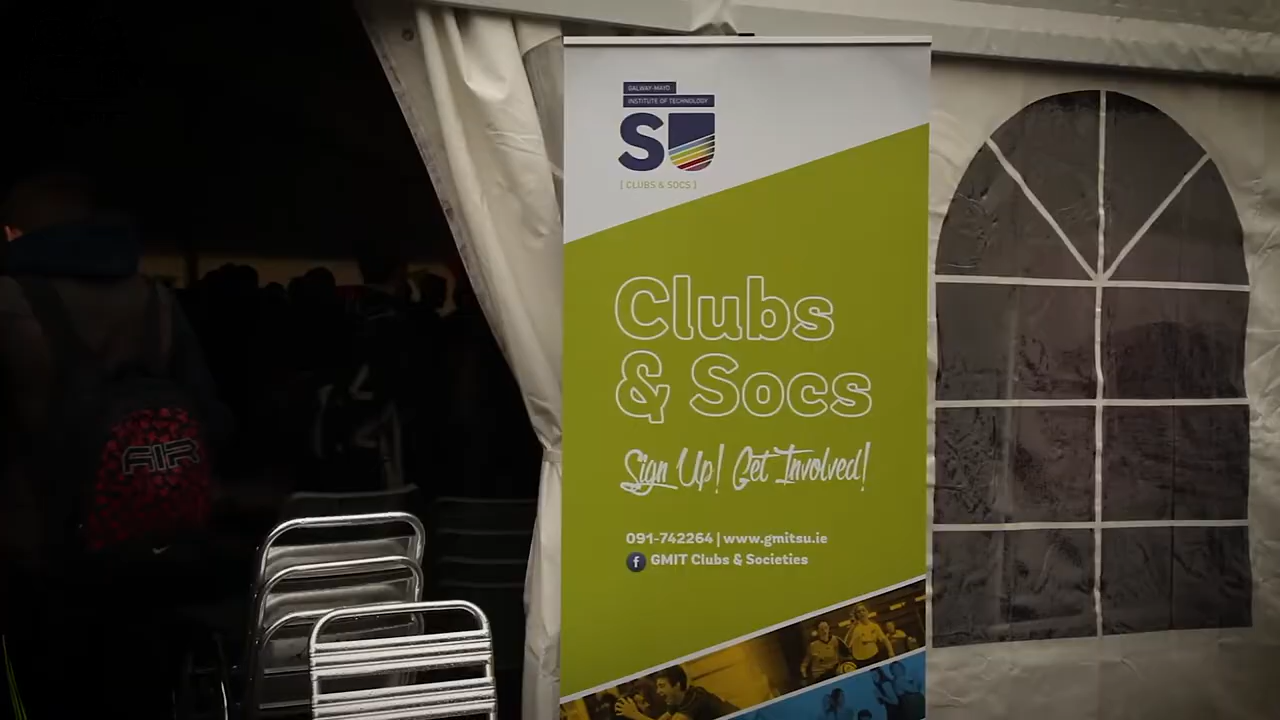 GALWAY-MAYO
INSTITUTE OF TECHNOLOGY
SU
[ CLUBS & SOCS ]
Clubs
& Socs
Sign Up! Get Involved!
091-742264 | www.gmitsu.ie
f GMIT Clubs & Societies
AIR